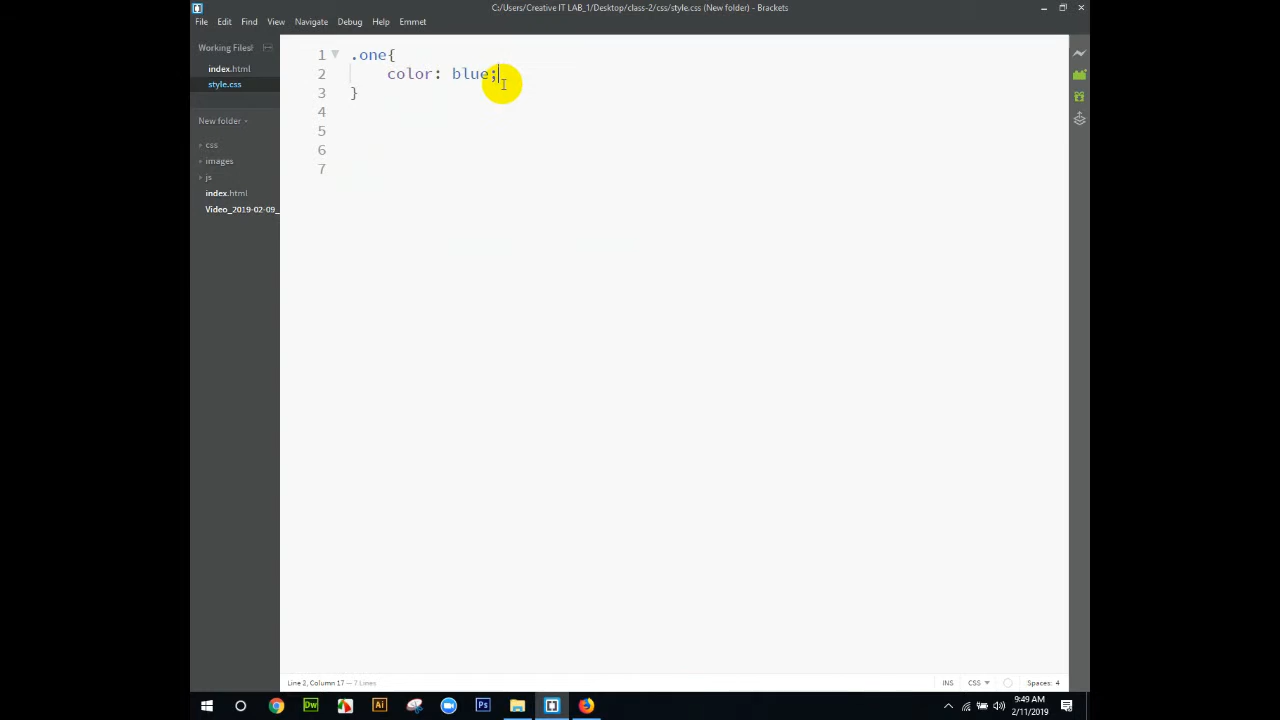 C:/Users/Creative IT LAB_1/Desktop/class-2/css/style.css (New folder) - Brackets
File Edit Find View Navigate Debug Help Emmet
Working Files
index.html
style.css
New folder
css
images
js
index.html
Video_2019-02-09_
1 .one{
2 color: blue;
3 }
4
5
6
7
Line 2, Column 17 — 7 Lines
INS CSS Spaces: 4
Dw Ai Ps
9:49 AM
2/11/2019